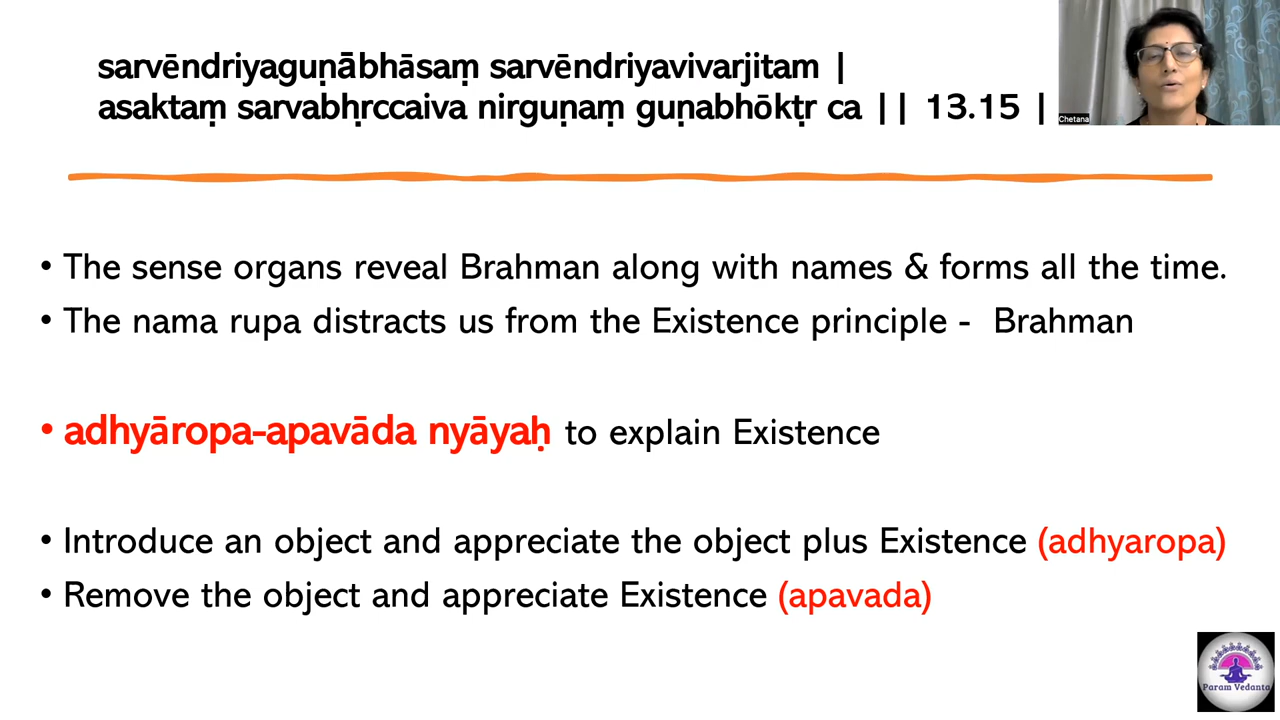 sarvēndriyaguṇābhāsaṃ sarvēndriyavivarjitam |
asaktaṃ sarvabhṛccaiva nirguṇaṃ guṇabhōktṛ ca || 13.15 |
Chetana
• The sense organs reveal Brahman along with names & forms all the time.
• The nama rupa distracts us from the Existence principle - Brahman
• adhyāropa-apavāda nyāyaḥ to explain Existence
• Introduce an object and appreciate the object plus Existence (adhyaropa)
• Remove the object and appreciate Existence (apavada)
Param Vedanta